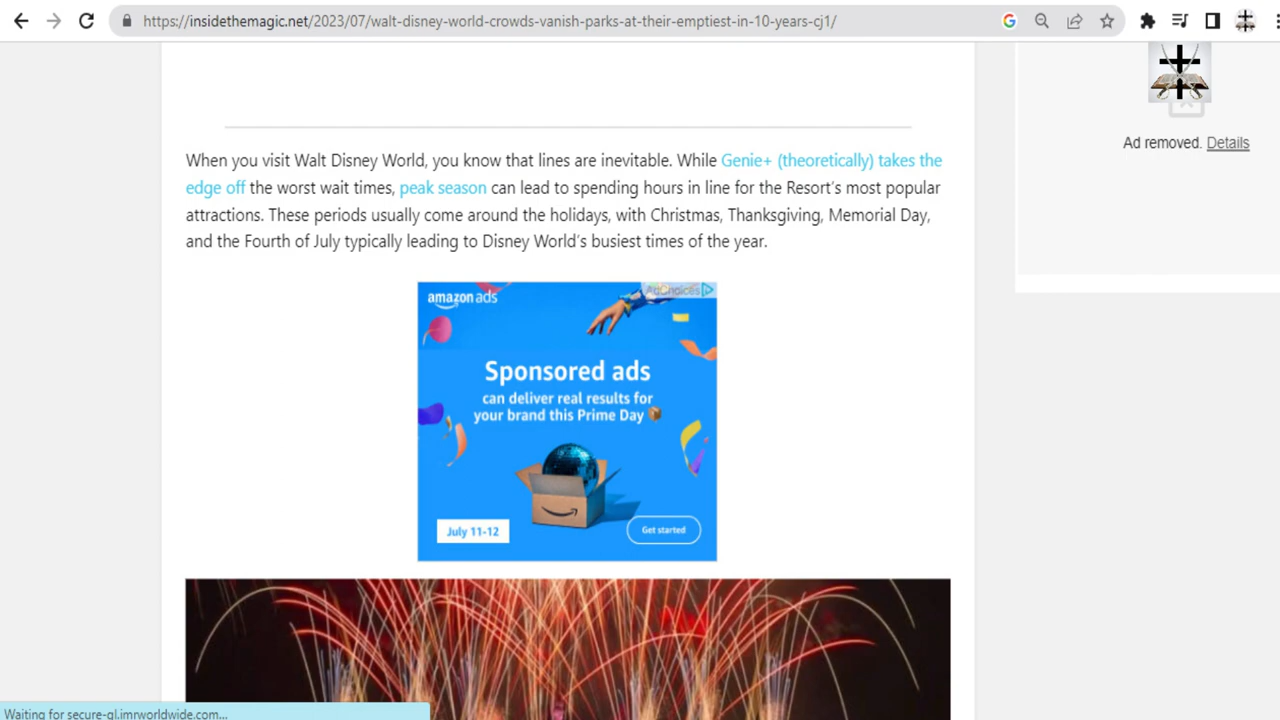 https://insidethemagic.net/2023/07/walt-disney-world-crowds-vanish-parks-at-their-emptiest-in-10-years-cj1/
Ad removed. Details
When you visit Walt Disney World, you know that lines are inevitable. While Genie+ (theoretically) takes the
edge off the worst wait times, peak season can lead to spending hours in line for the Resort's most popular
attractions. These periods usually come around the holidays, with Christmas, Thanksgiving, Memorial Day,
and the Fourth of July typically leading to Disney World's busiest times of the year.
amazon ads
AdChoices
Sponsored ads
can deliver real results for
your brand this Prime Day
July 11-12
Get started
Waiting for secure-gl.imrworldwide.com...